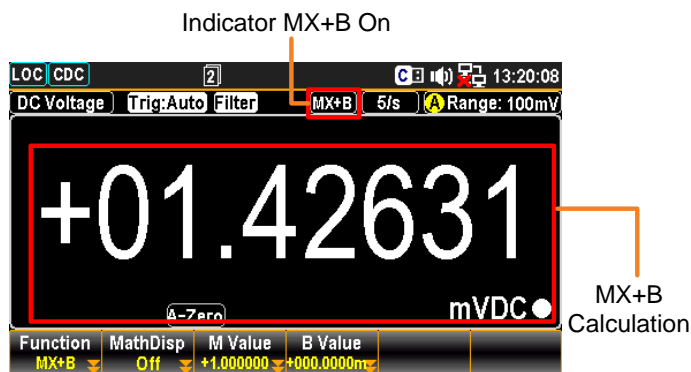 Indicator MX+B On
LOC CDC 2 C 13:20:08
DC Voltage Trig:Auto Filter MX+B 5/s A Range: 100mV
+01.42631
A-Zero mVDC
MX+B
Calculation
Function MathDisp M Value B Value
MX+B Off +1.000000 +000.0000m